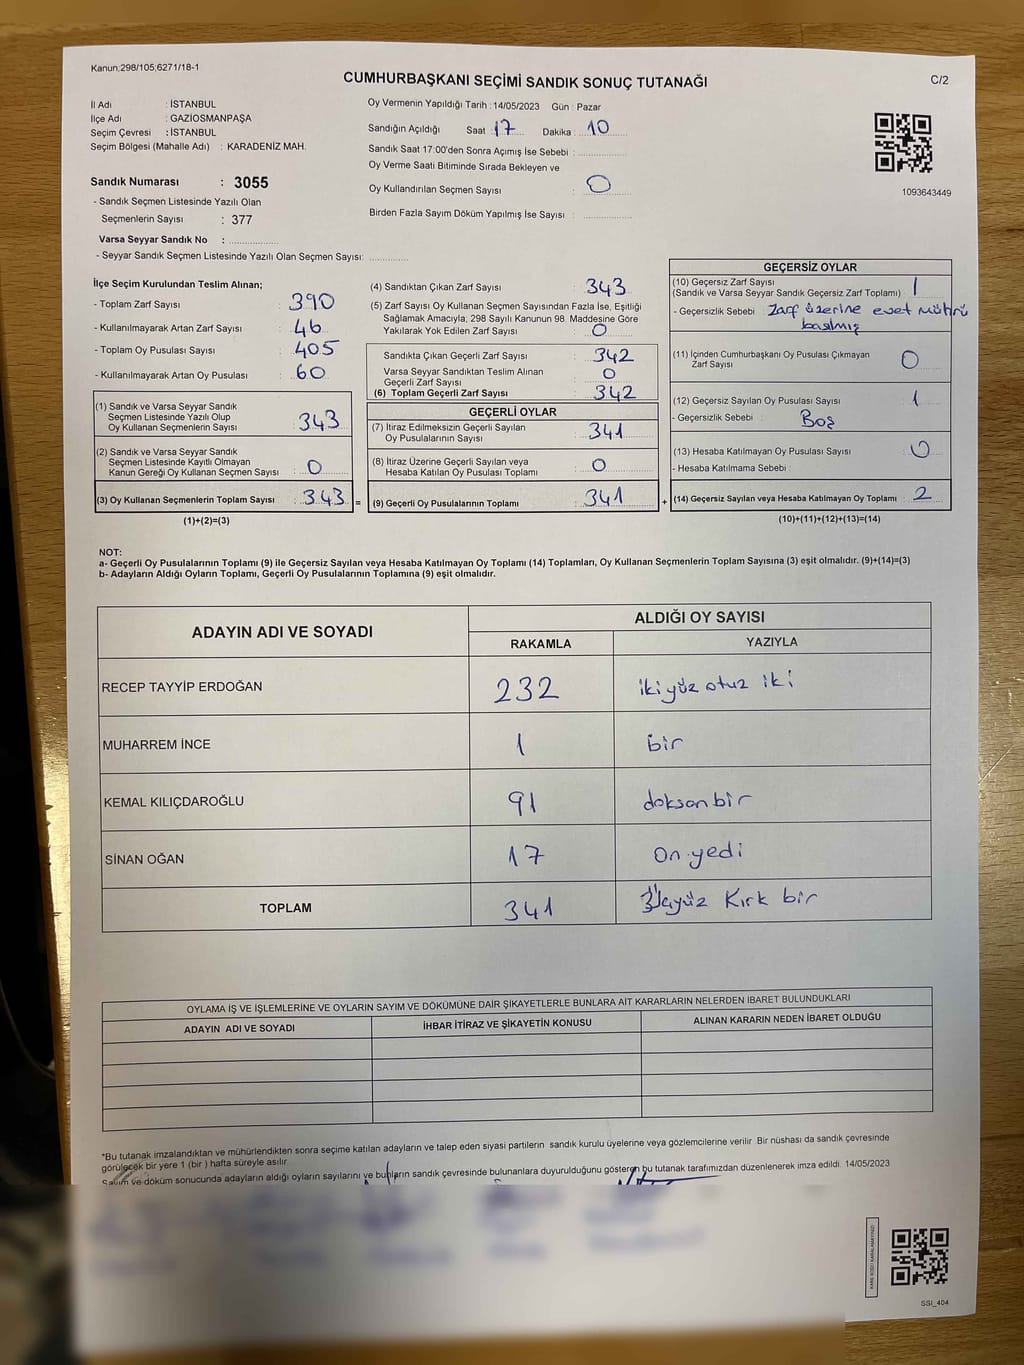 Kanun;298/105,6271/18-1
CUMHURBAŞKANI SEÇİMİ SANDIK SONUÇ TUTANAĞI
C/2
İl Adı : İSTANBUL
İlçe Adı : GAZİOSMANPAŞA
Seçim Çevresi : İSTANBUL
Seçim Bölgesi (Mahalle Adı) : KARADENİZ MAH.
Sandık Numarası : 3055
- Sandık Seçmen Listesinde Yazılı Olan
Seçmenlerin Sayısı : 377
Varsa Seyyar Sandık No :
- Seyyar Sandık Seçmen Listesinde Yazılı Olan Seçmen Sayısı:
Oy Vermenin Yapıldığı Tarih : 14/05/2023 Gün : Pazar
Sandığın Açıldığı Saat : 17 Dakika : 10
Sandık Saat 17:00'den Sonra Açımış İse Sebebi :
Oy Verme Saati Bitiminde Sırada Bekleyen ve
Oy Kullandırılan Seçmen Sayısı : 0
Birden Fazla Sayım Döküm Yapılmış İse Sayısı :
1093643449
İlçe Seçim Kurulundan Teslim Alınan;
- Toplam Zarf Sayısı : 390
- Kullanılmayarak Artan Zarf Sayısı : 46
- Toplam Oy Pusulası Sayısı : 405
- Kullanılmayarak Artan Oy Pusulası : 60
(1) Sandık ve Varsa Seyyar Sandık
Seçmen Listesinde Yazılı Olup
Oy Kullanan Seçmenlerin Sayısı : 343
(2) Sandık ve Varsa Seyyar Sandık
Seçmen Listesinde Kayıtlı Olmayan
Kanun Gereği Oy Kullanan Seçmen Sayısı : 0
(3) Oy Kullanan Seçmenlerin Toplam Sayısı : 343 =
(1)+(2)=(3)
(4) Sandıktan Çıkan Zarf Sayısı : 343
(5) Zarf Sayısı Oy Kullanan Seçmen Sayısından Fazla İse, Eşitliği
Sağlamak Amacıyla, 298 Sayılı Kanunun 98. Maddesine Göre
Yakılarak Yok Edilen Zarf Sayısı : 0
Sandıkta Çıkan Geçerli Zarf Sayısı : 342
Varsa Seyyar Sandıktan Teslim Alınan
Geçerli Zarf Sayısı : 0
(6) Toplam Geçerli Zarf Sayısı : 342
GEÇERLİ OYLAR
(7) İtiraz Edilmeksizin Geçerli Sayılan
Oy Pusulalarının Sayısı : 341
(8) İtiraz Üzerine Geçerli Sayılan veya
Hesaba Katılan Oy Pusulası Toplamı : 0
(9) Geçerli Oy Pusulalarının Toplamı : 341 +
GEÇERSİZ OYLAR
(10) Geçersiz Zarf Sayısı
(Sandık ve Varsa Seyyar Sandık Geçersiz Zarf Toplamı) : 1
- Geçersizlik Sebebi : Zarf üzerine evet mührü
basılmış
(11) İçinden Cumhurbaşkanı Oy Pusulası Çıkmayan
Zarf Sayısı : 0
(12) Geçersiz Sayılan Oy Pusulası Sayısı : 1
- Geçersizlik Sebebi : Boş
(13) Hesaba Katılmayan Oy Pusulası Sayısı : 0
- Hesaba Katılmama Sebebi :
(14) Geçersiz Sayılan veya Hesaba Katılmayan Oy Toplamı : 2
(10)+(11)+(12)+(13)=(14)
NOT:
a- Geçerli Oy Pusulalarının Toplamı (9) ile Geçersiz Sayılan veya Hesaba Katılmayan Oy Toplamı (14) Toplamları, Oy Kullanan Seçmenlerin Toplam Sayısına (3) eşit olmalıdır. (9)+(14)=(3)
b- Adayların Aldığı Oyların Toplamı, Geçerli Oy Pusulalarının Toplamına (9) eşit olmalıdır.
ADAYIN ADI VE SOYADI
ALDIĞI OY SAYISI
RAKAMLA YAZIYLA
RECEP TAYYİP ERDOĞAN 232 iki yüz otuz iki
MUHARREM İNCE 1 bir
KEMAL KILIÇDAROĞLU 91 doksan bir
SİNAN OĞAN 17 On yedi
TOPLAM 341 Üçyüz Kırk bir
OYLAMA İŞ VE İŞLEMLERİNE VE OYLARIN SAYIM VE DÖKÜMÜNE DAİR ŞİKAYETLERLE BUNLARA AİT KARARLARIN NELERDEN İBARET BULUNDUKLARI
ADAYIN ADI VE SOYADI İHBAR İTİRAZ VE ŞİKAYETİN KONUSU ALINAN KARARIN NEDEN İBARET OLDUĞU
*Bu tutanak imzalandıktan ve mühürlendikten sonra seçime katılan adayların ve talep eden siyasi partilerin sandık kurulu üyelerine veya gözlemcilerine verilir. Bir nüshası da sandık çevresinde
görülecek bir yere 1 (bir ) hafta süreyle asılır.
Sayım ve döküm sonucunda adayların aldığı oyların sayılarını ve bunların sandık çevresinde bulunanlara duyurulduğunu gösteren bu tutanak tarafımızdan düzenlenerek imza edildi. 14/05/2023
SSI_404